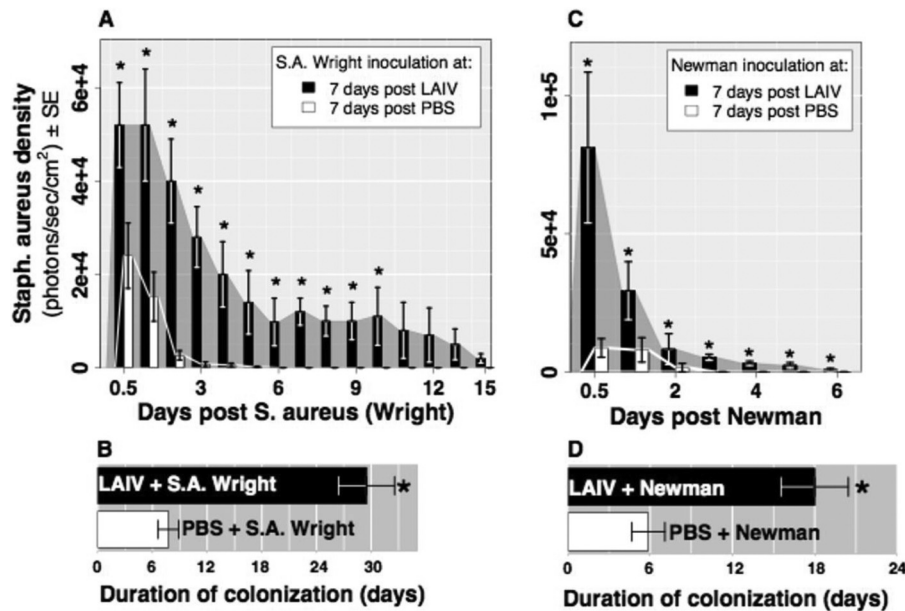 A
S.A. Wright inoculation at:
7 days post LAIV
7 days post PBS
Staph. aureus density
(photons/sec/cm²) ± SE
6e+4
4e+4
2e+4
0
* * * * * * * * * * *
0.5 3 6 9 12 15
Days post S. aureus (Wright)
C
Newman inoculation at:
7 days post LAIV
7 days post PBS
1e+5
5e+4
0
* * * * * * *
0.5 2 4 6
Days post Newman
B
LAIV + S.A. Wright *
PBS + S.A. Wright
0 6 12 18 24 30 36
Duration of colonization (days)
D
LAIV + Newman *
PBS + Newman
0 6 12 18 24
Duration of colonization (days)